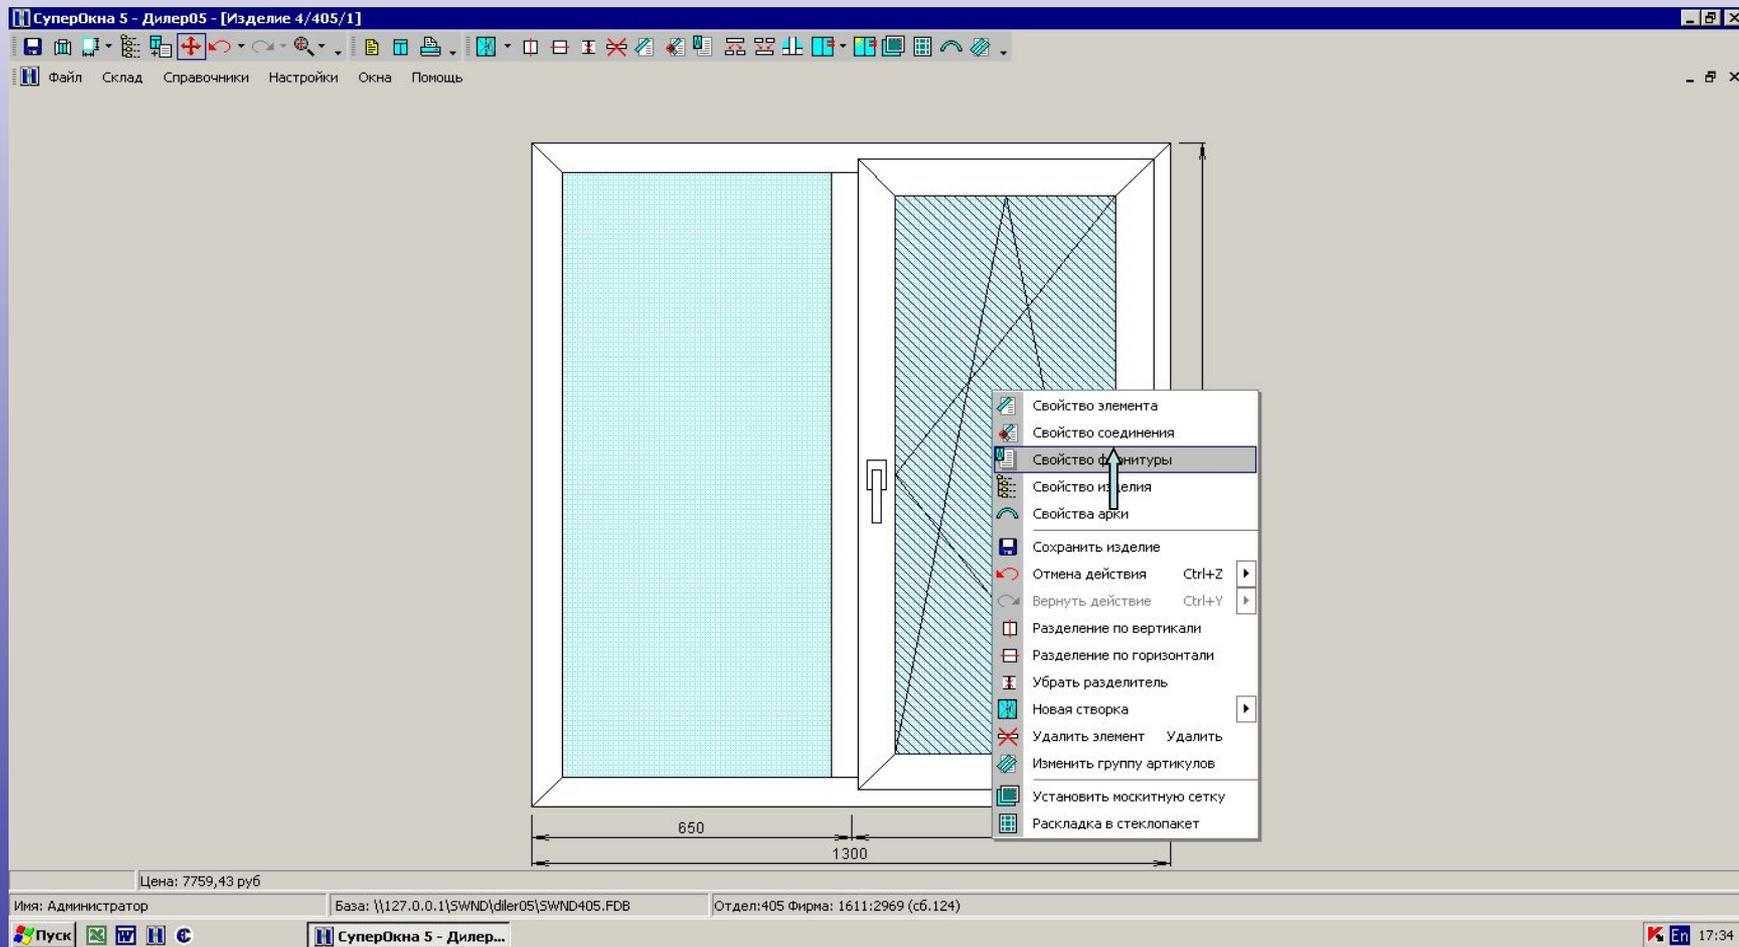 СуперОкна 5 - Дилер05 - [Изделие 4/405/1]
Файл Склад Справочники Настройки Окна Помощь
Свойство элемента
Свойство соединения
Свойство фурнитуры
Свойство изделия
Свойства арки
Сохранить изделие
Отмена действия Ctrl+Z
Вернуть действие Ctrl+Y
Разделение по вертикали
Разделение по горизонтали
Убрать разделитель
Новая створка
Удалить элемент Удалить
Изменить группу артикулов
Установить москитную сетку
Раскладка в стеклопакет
650
1300
Цена: 7759,43 руб
Имя: Администратор База: \\127.0.0.1\SWND\diler05\SWND405.FDB Отдел:405 Фирма: 1611:2969 (сб.124)
Пуск СуперОкна 5 - Дилер... En 17:34